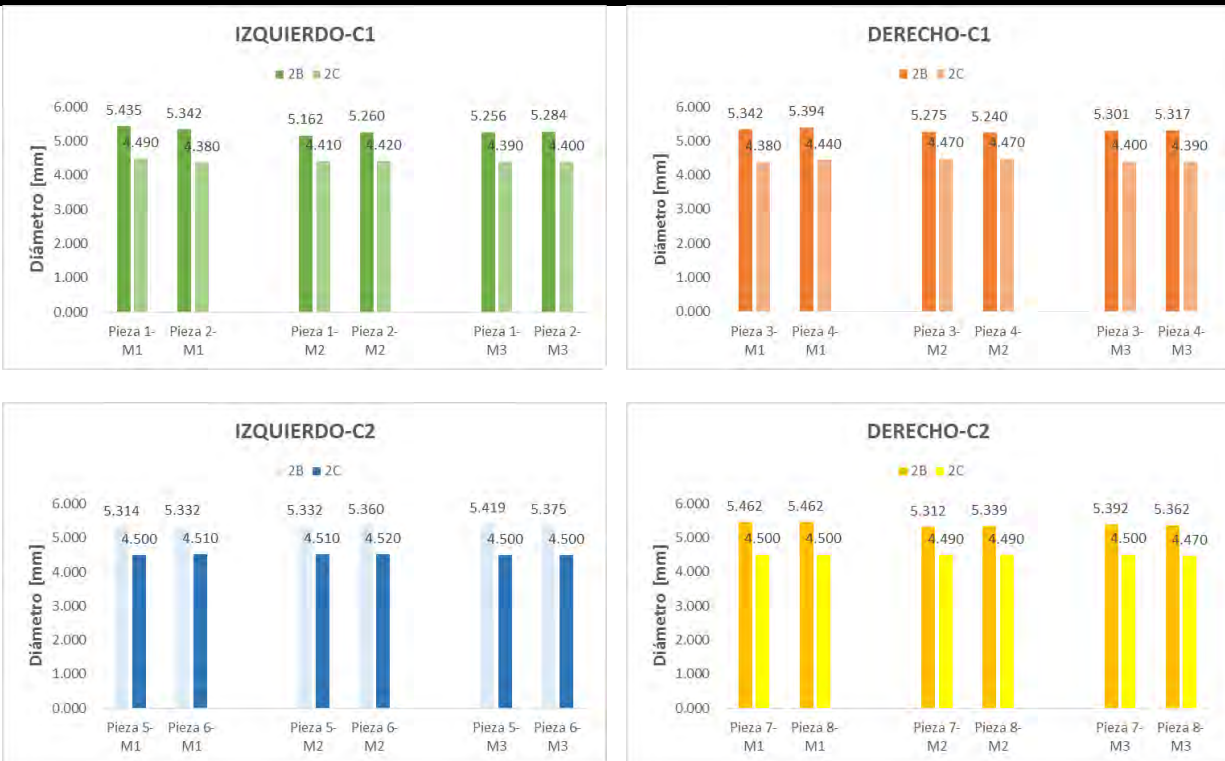 IZQUIERDO-C1
2B 2C
Diámetro [mm]
6.000
5.000
4.000
3.000
2.000
1.000
0.000
5.435 5.342 5.162 5.260 5.256 5.284
4.490 4.380 4.410 4.420 4.390 4.400
Pieza 1- Pieza 2- Pieza 1- Pieza 2- Pieza 1- Pieza 2-
M1 M1 M2 M2 M3 M3
DERECHO-C1
2B 2C
Diámetro [mm]
6.000
5.000
4.000
3.000
2.000
1.000
0.000
5.342 5.394 5.275 5.240 5.301 5.317
4.380 4.440 4.470 4.470 4.400 4.390
Pieza 3- Pieza 4- Pieza 3- Pieza 4- Pieza 3- Pieza 4-
M1 M1 M2 M2 M3 M3
IZQUIERDO-C2
2B 2C
Diámetro [mm]
6.000
5.000
4.000
3.000
2.000
1.000
0.000
5.314 5.332 5.332 5.360 5.419 5.375
4.500 4.510 4.510 4.520 4.500 4.500
Pieza 5- Pieza 6- Pieza 5- Pieza 6- Pieza 5- Pieza 6-
M1 M1 M2 M2 M3 M3
DERECHO-C2
2B 2C
Diámetro [mm]
6.000
5.000
4.000
3.000
2.000
1.000
0.000
5.462 5.462 5.312 5.339 5.392 5.362
4.500 4.500 4.490 4.490 4.500 4.470
Pieza 7- Pieza 8- Pieza 7- Pieza 8- Pieza 7- Pieza 8-
M1 M1 M2 M2 M3 M3